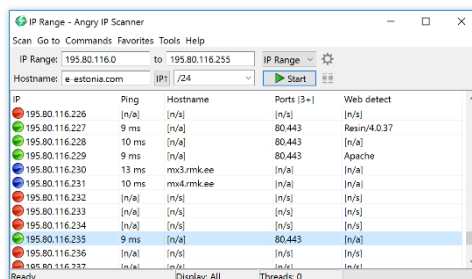 IP Range - Angry IP Scanner
Scan Go to Commands Favorites Tools Help
IP Range: 195.80.116.0 to 195.80.116.255 IP Range
Hostname: e-estonia.com IP↑ /24 Start
IP Ping Hostname Ports [3+] Web detect
195.80.116.226 [n/a] [n/s] [n/s] [n/s]
195.80.116.227 9 ms [n/a] 80,443 Resin/4.0.37
195.80.116.228 10 ms [n/a] 80,443 [n/a]
195.80.116.229 9 ms [n/a] 80,443 Apache
195.80.116.230 13 ms mx3.rmk.ee [n/a] [n/a]
195.80.116.231 10 ms mx4.rmk.ee [n/a] [n/a]
195.80.116.232 [n/a] [n/s] [n/s] [n/s]
195.80.116.233 [n/a] [n/s] [n/s] [n/s]
195.80.116.234 [n/a] [n/s] [n/s] [n/s]
195.80.116.235 9 ms [n/a] 80,443 [n/a]
195.80.116.236 [n/a] [n/s] [n/s] [n/s]
195.80.116.237 [n/a] [n/s] [n/s] [n/s]
Ready Display: All Threads: 0